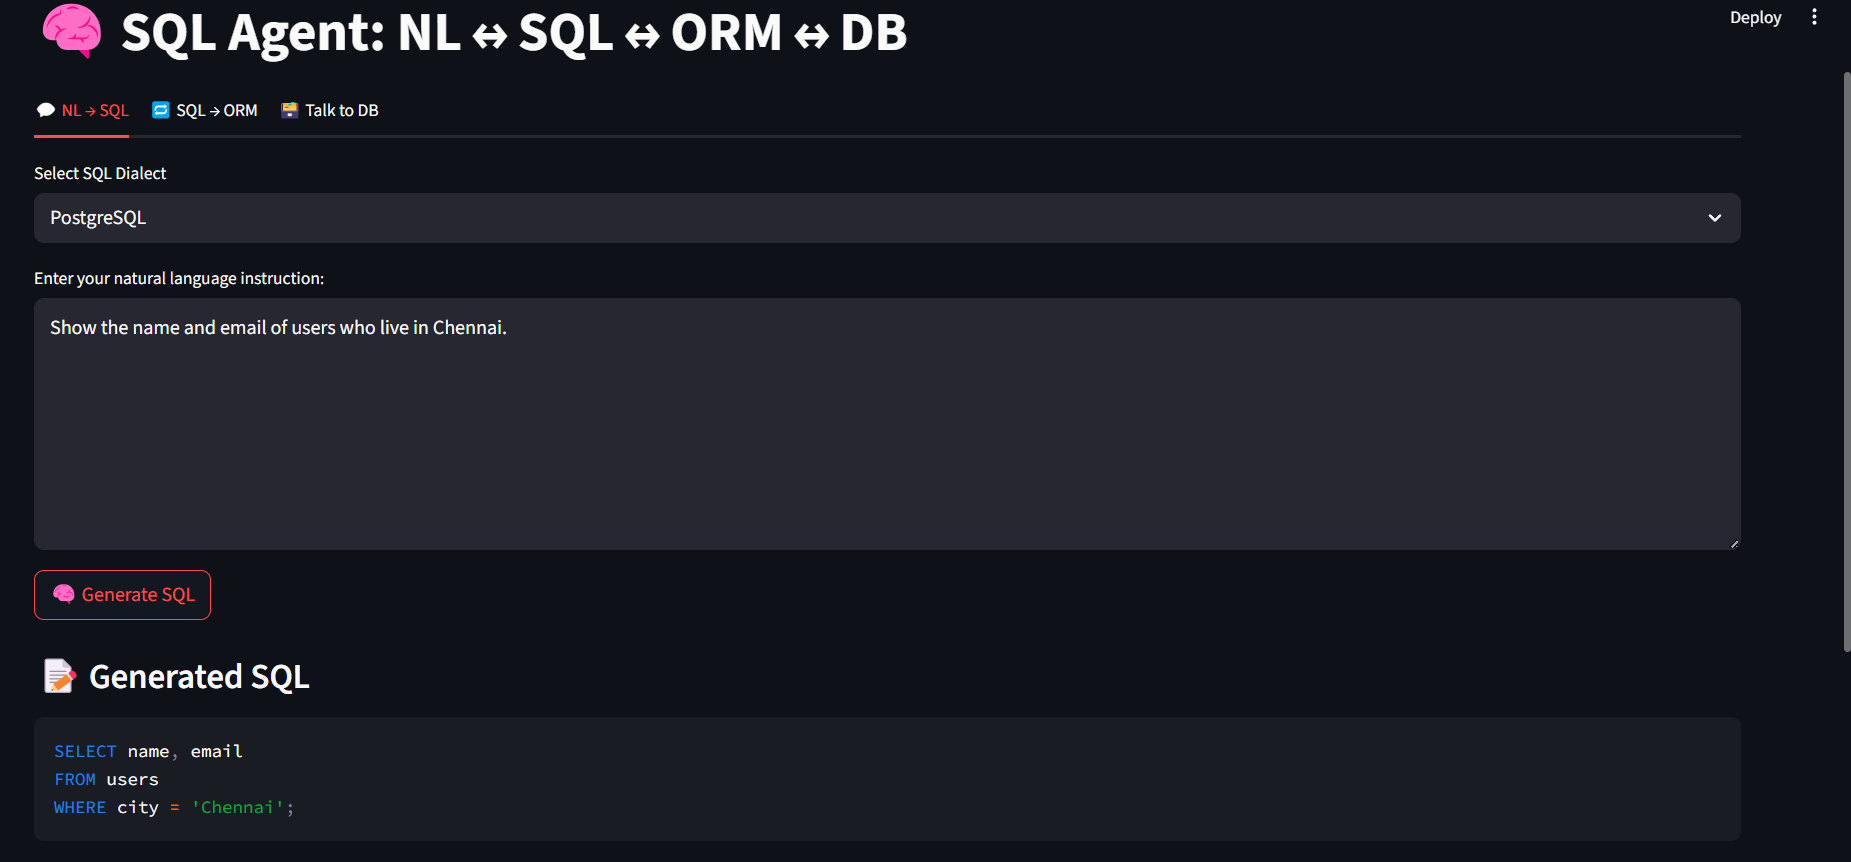 SQL Agent: NL ↔ SQL ↔ ORM ↔ DB
Deploy
NL → SQL
SQL → ORM
Talk to DB
Select SQL Dialect
PostgreSQL
Enter your natural language instruction:
Show the name and email of users who live in Chennai.
Generate SQL
Generated SQL
SELECT name, email
FROM users
WHERE city = 'Chennai';